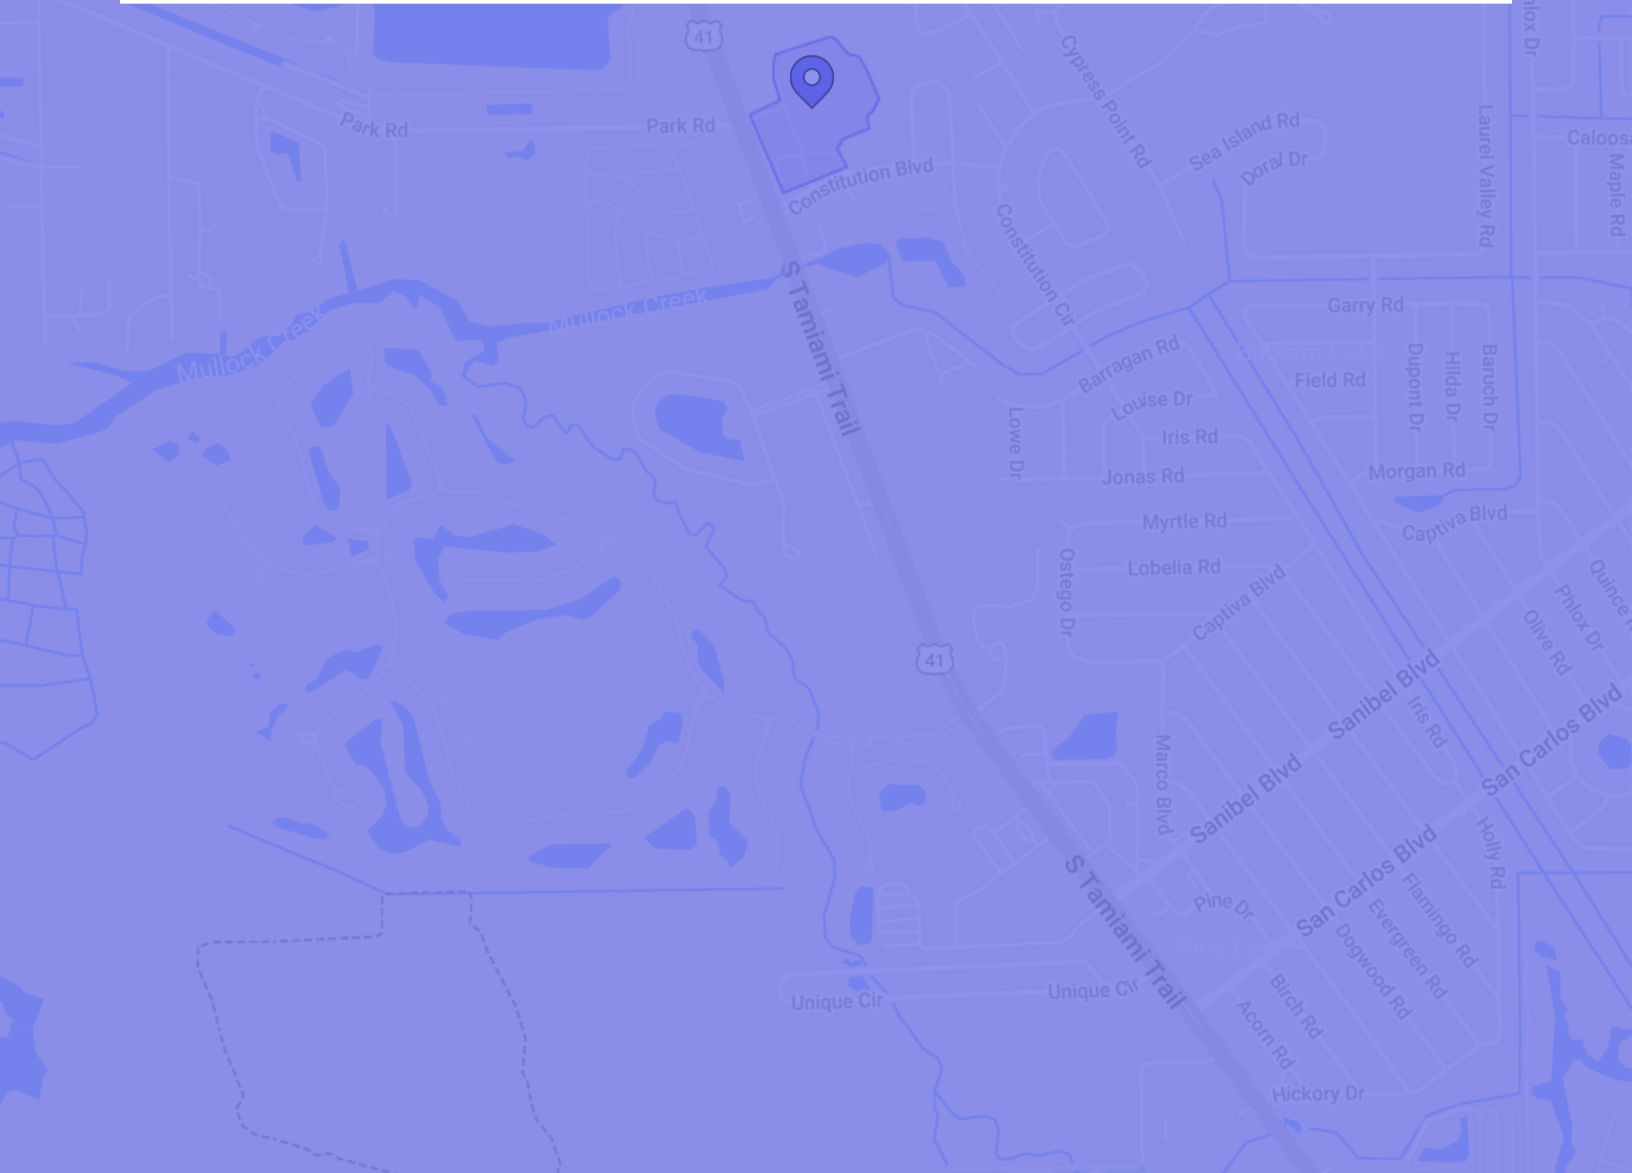 41
Park Rd
Park Rd
Constitution Blvd
Cypress Point Rd
Sea Island Rd
Doral Dr
Laurel Valley Rd
Maple Rd
Constitution Cir
S Tamiami Trail
Mullock Creek
Mullock Creek
Garry Rd
Barragan Rd
Louise Dr
Field Rd
Dupont Dr
Hilda Dr
Baruch Dr
Lowe Dr
Iris Rd
Jonas Rd
Morgan Rd
Myrtle Rd
Captiva Blvd
Lobelia Rd
Ostego Dr
Captiva Blvd
Phlox Dr
Olive Rd
41
Sanibel Blvd
Iris Rd
San Carlos Blvd
Marco Blvd
Sanibel Blvd
Holly Rd
San Carlos Blvd
S Tamiami Trail
Pine Dr
Flamingo Rd
Evergreen Rd
Dogwood Rd
Unique Cir
Unique Cir
Birch Rd
Acorn Rd
Hickory Dr